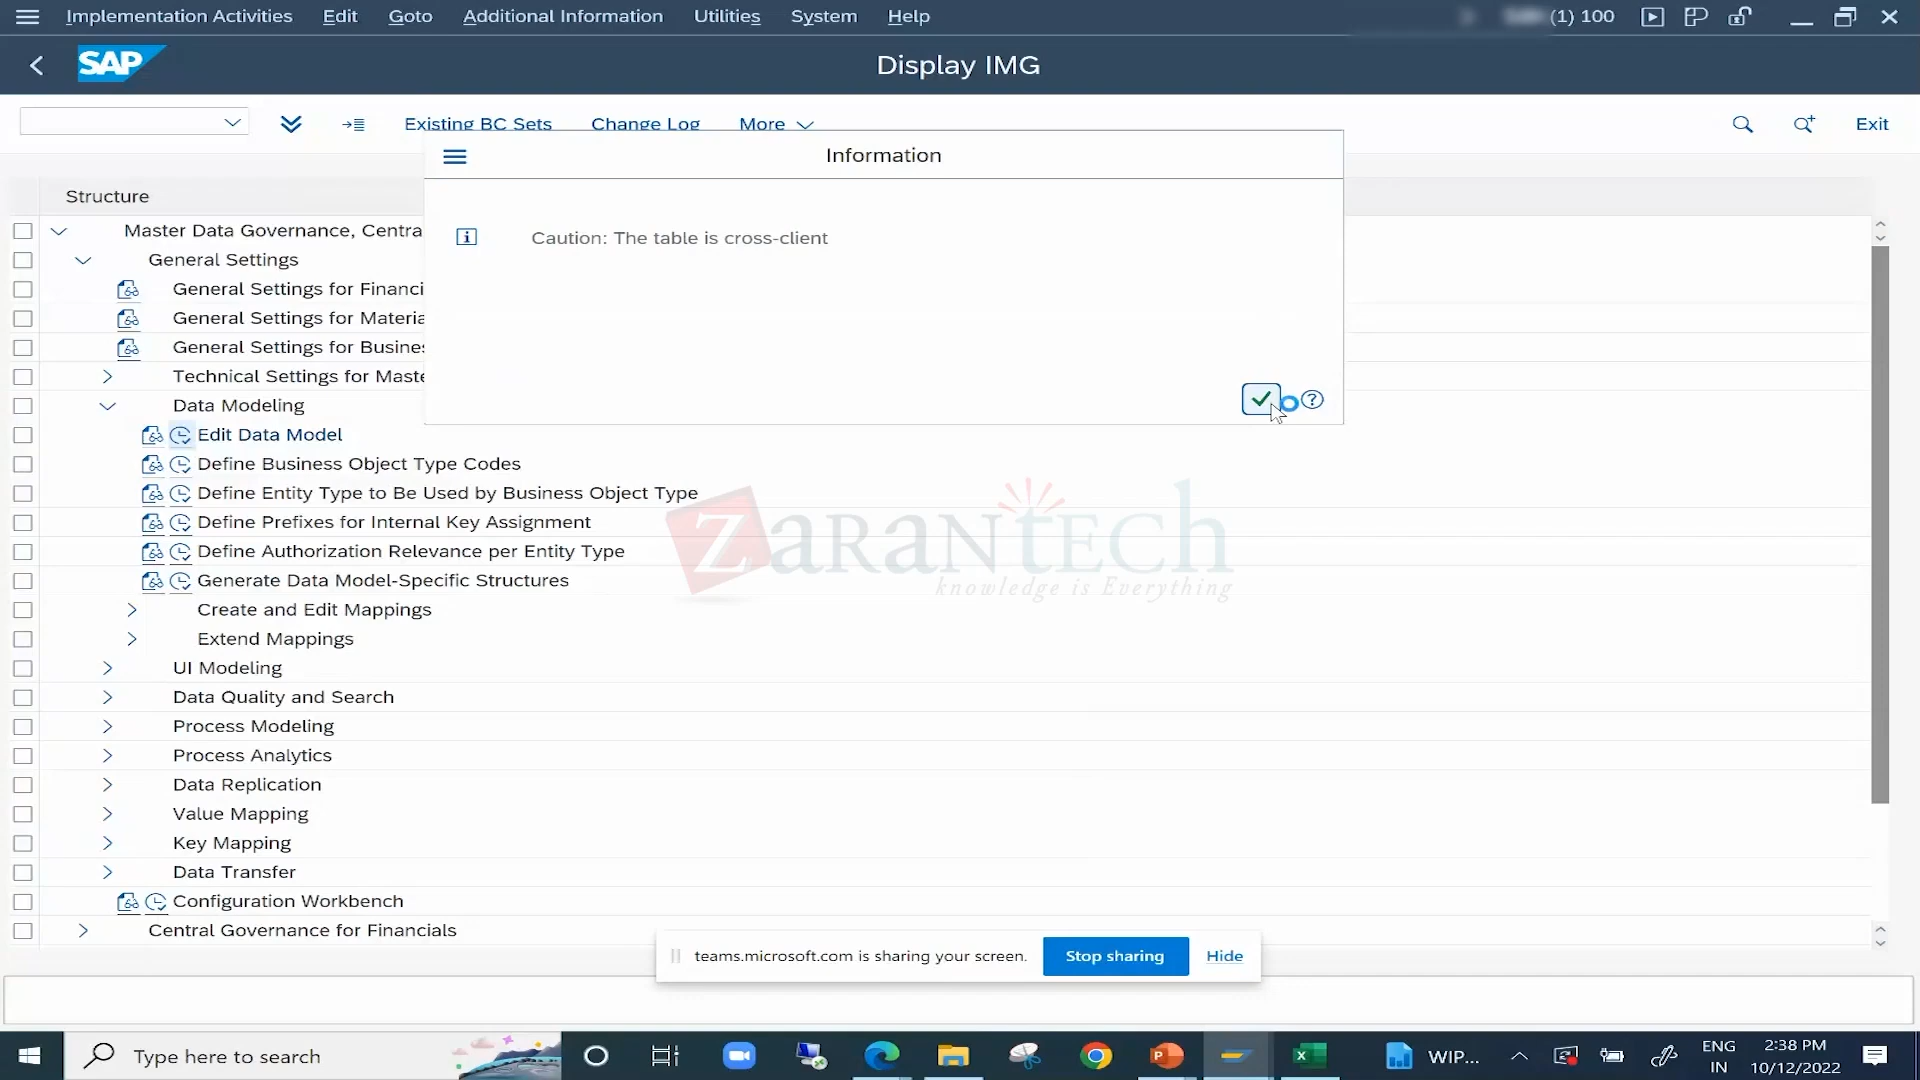 Implementation Activities Edit Goto Additional Information Utilities System Help (1) 100
SAP Display IMG
Existing BC Sets Change Log More Exit
Information
Caution: The table is cross-client
Structure
Master Data Governance, Centra
General Settings
General Settings for Financi
General Settings for Materia
General Settings for Busines
Technical Settings for Maste
Data Modeling
Edit Data Model
Define Business Object Type Codes
Define Entity Type to Be Used by Business Object Type
Define Prefixes for Internal Key Assignment
Define Authorization Relevance per Entity Type
Generate Data Model-Specific Structures
Create and Edit Mappings
Extend Mappings
UI Modeling
Data Quality and Search
Process Modeling
Process Analytics
Data Replication
Value Mapping
Key Mapping
Data Transfer
Configuration Workbench
Central Governance for Financials
ZaranTech
knowledge is Everything
teams.microsoft.com is sharing your screen. Stop sharing Hide
Type here to search
WIP...
ENG
IN
2:38 PM
10/12/2022